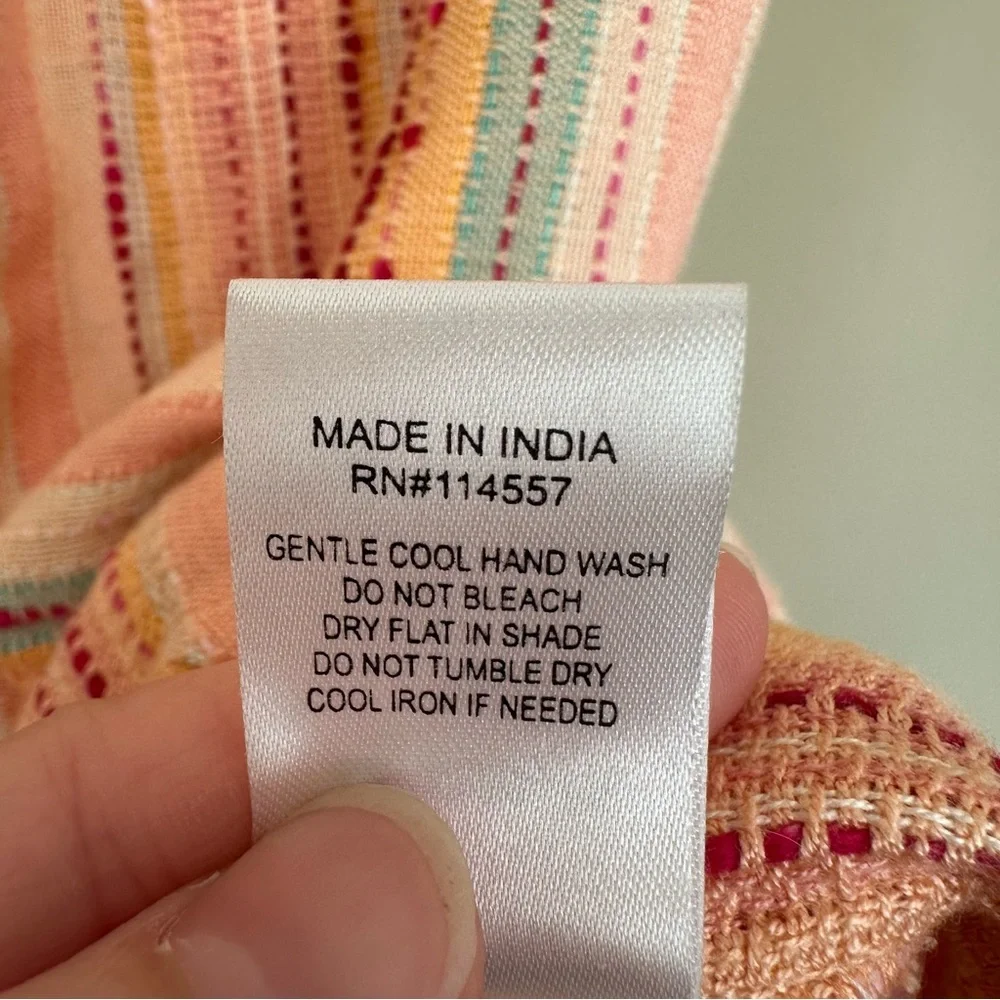 MADE IN INDIA
RN#114557
GENTLE COOL HAND WASH
DO NOT BLEACH
DRY FLAT IN SHADE
DO NOT TUMBLE DRY
COOL IRON IF NEEDED